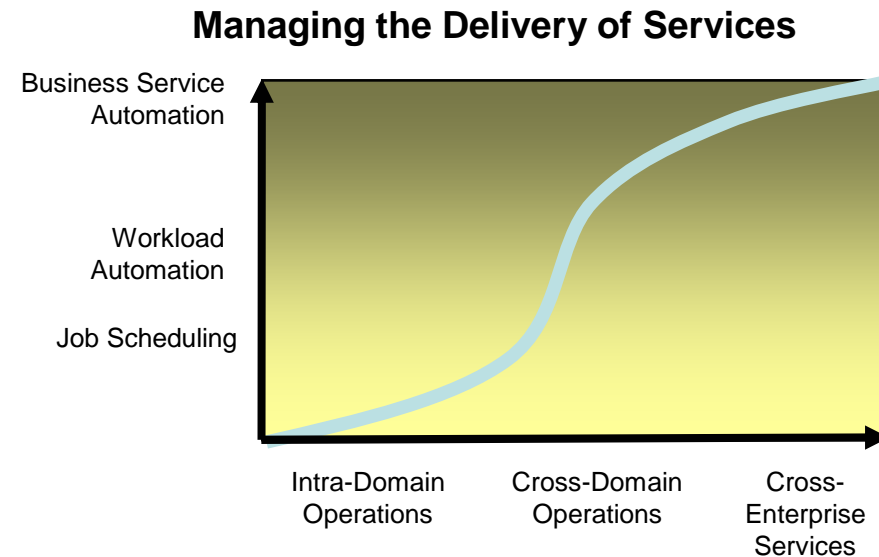 Managing the Delivery of Services
Business Service
Automation
Workload
Automation
Job Scheduling
Intra-Domain
Operations
Cross-Domain
Operations
Cross-
Enterprise
Services